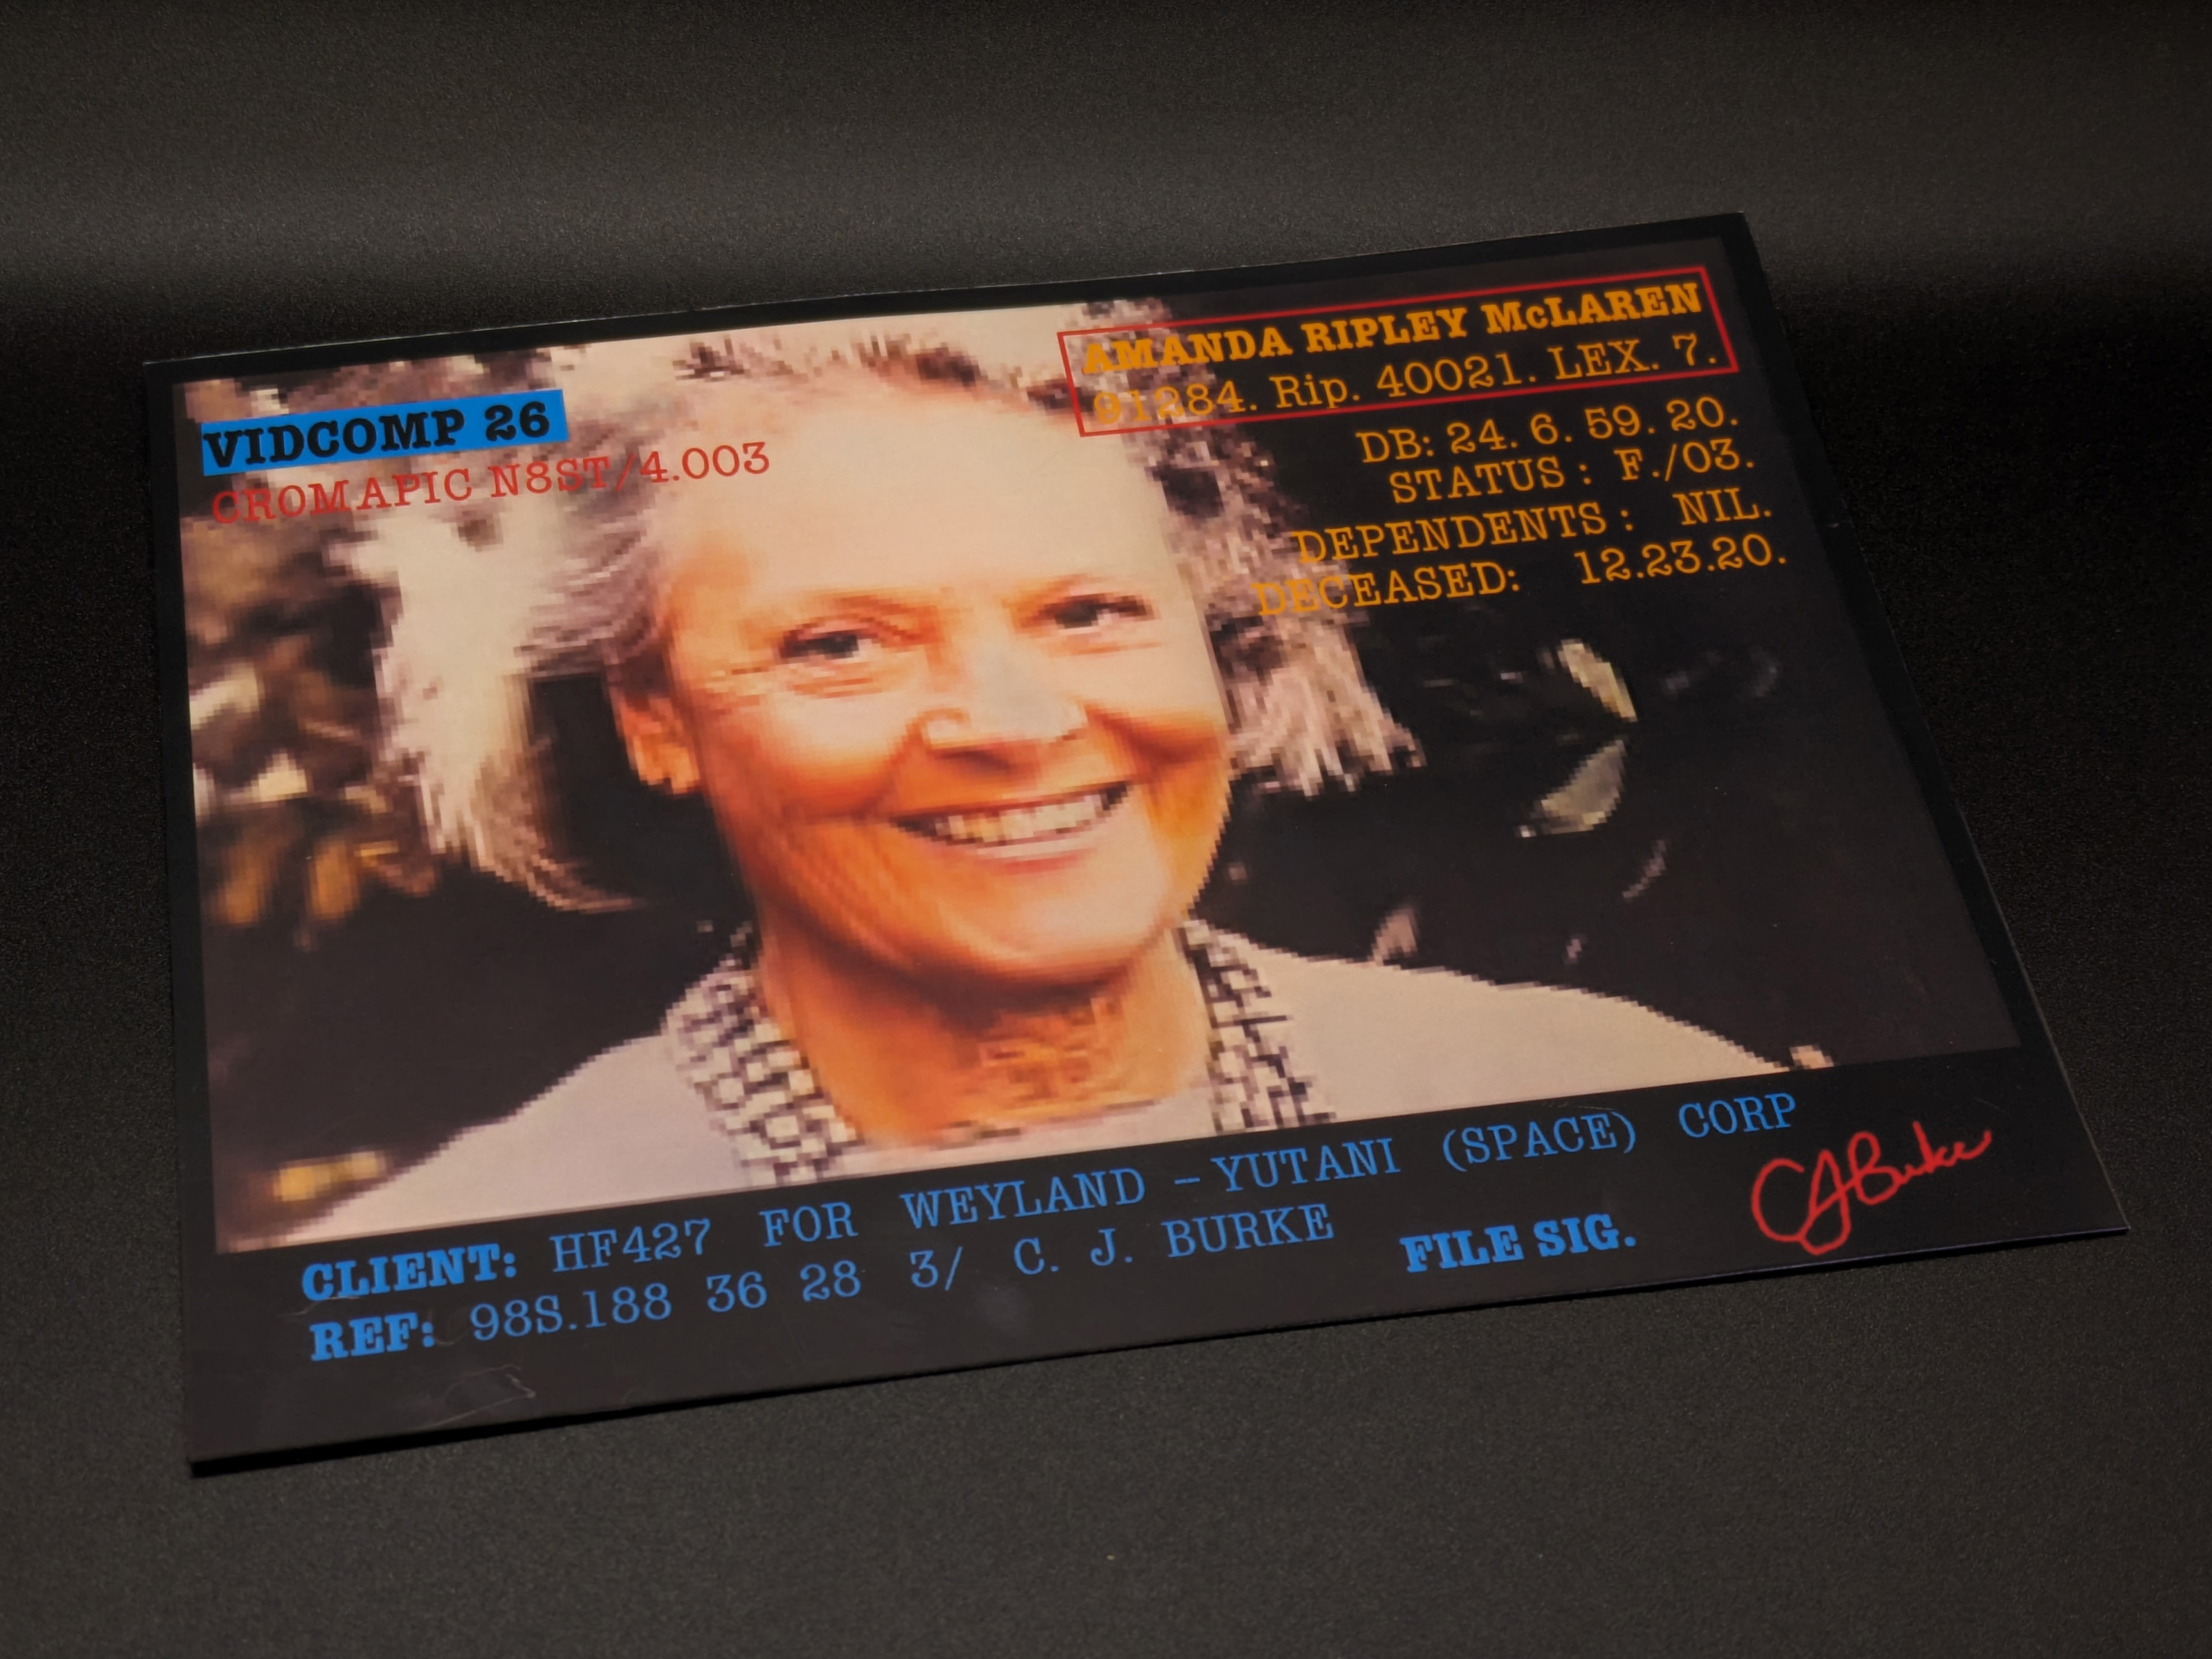 VIDCOMP 26
CROMAPIC N8ST/4.003
AMANDA RIPLEY McLAREN
91284. Rip. 40021. LEX. 7.
DB: 24. 6. 59. 20.
STATUS : F./03.
DEPENDENTS : NIL.
DECEASED: 12.23.20.
CLIENT: HF427 FOR WEYLAND - YUTANI (SPACE) CORP
REF: 98S.188 36 28 3/ C. J. BURKE
FILE SIG.
CJBurke